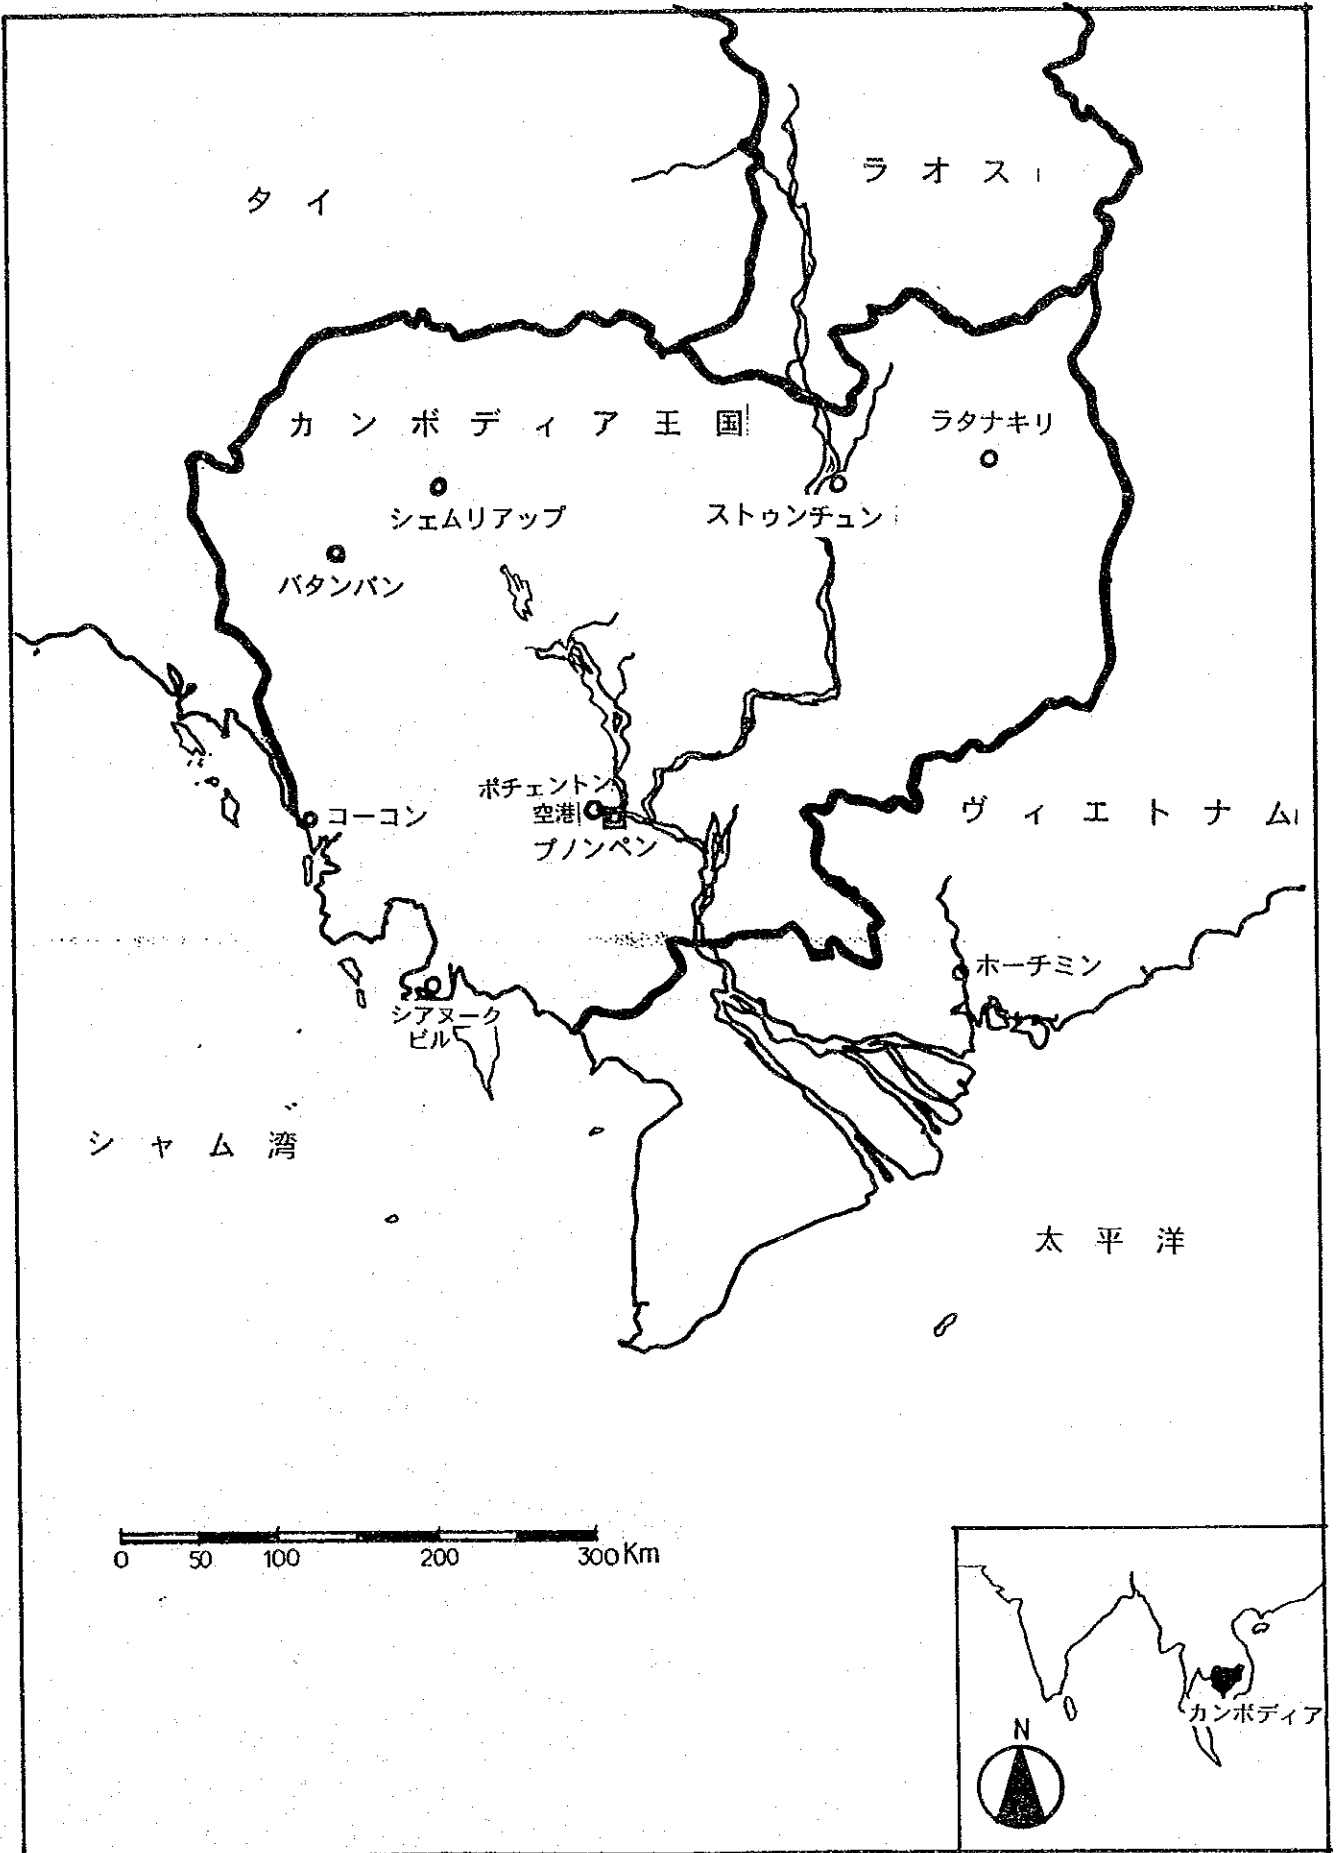 タイ
ラオス
カンボディア王国
ラタナキリ
シェムリアップ
ストゥンチュン
バタンバン
ポチェントン
空港
プノンペン
コーコン
ヴィエトナム
ホーチミン
シアヌーク
ビル
シャム湾
太平洋
0 50 100 200 300Km
カンボディア
N